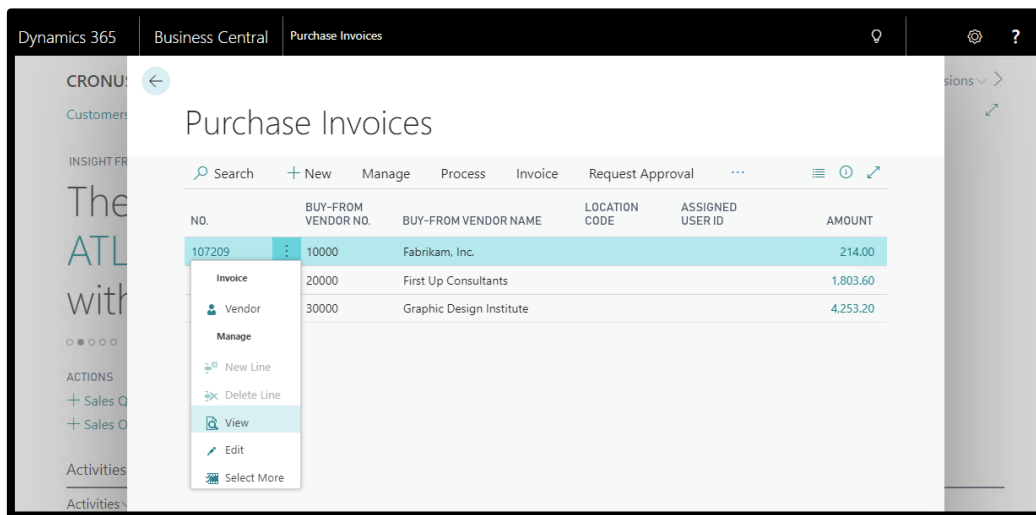 Dynamics 365 Business Central Purchase Invoices ?
CRONUS
sions
Customers
Purchase Invoices
INSIGHT FR
Search + New Manage Process Invoice Request Approval ...
The
NO. BUY-FROM VENDOR NO. BUY-FROM VENDOR NAME LOCATION CODE ASSIGNED USER ID AMOUNT
ATL
107209 10000 Fabrikam, Inc. 214.00
20000 First Up Consultants 1,803.60
30000 Graphic Design Institute 4,253.20
with
Invoice
Vendor
Manage
New Line
Delete Line
View
Edit
Select More
ACTIONS
+ Sales Q
+ Sales O
Activities
Activities